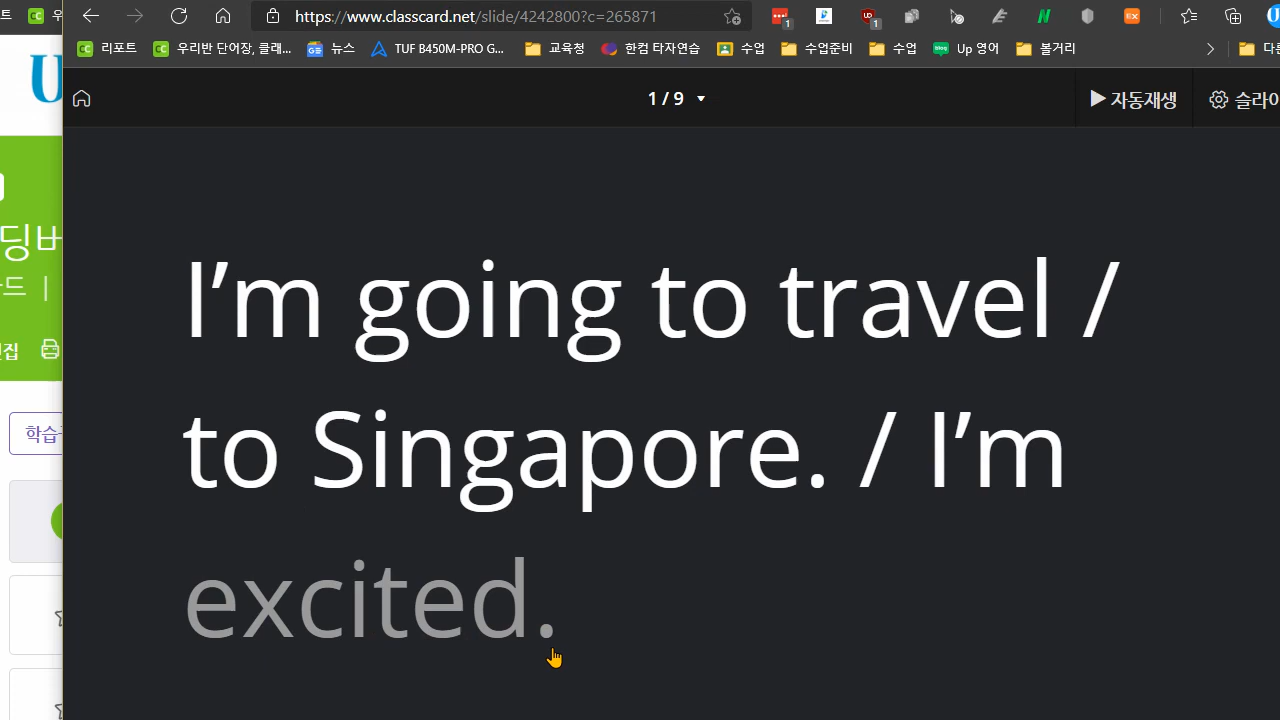 https://www.classcard.net/slide/4242800?c=265871
리포트
우리반 단어장, 클래...
뉴스
TUF B450M-PRO G...
교육청
한컴 타자연습
수업
수업준비
수업
Up 영어
볼거리
1 / 9
자동재생
I’m going to travel /
to Singapore. / I’m
excited.